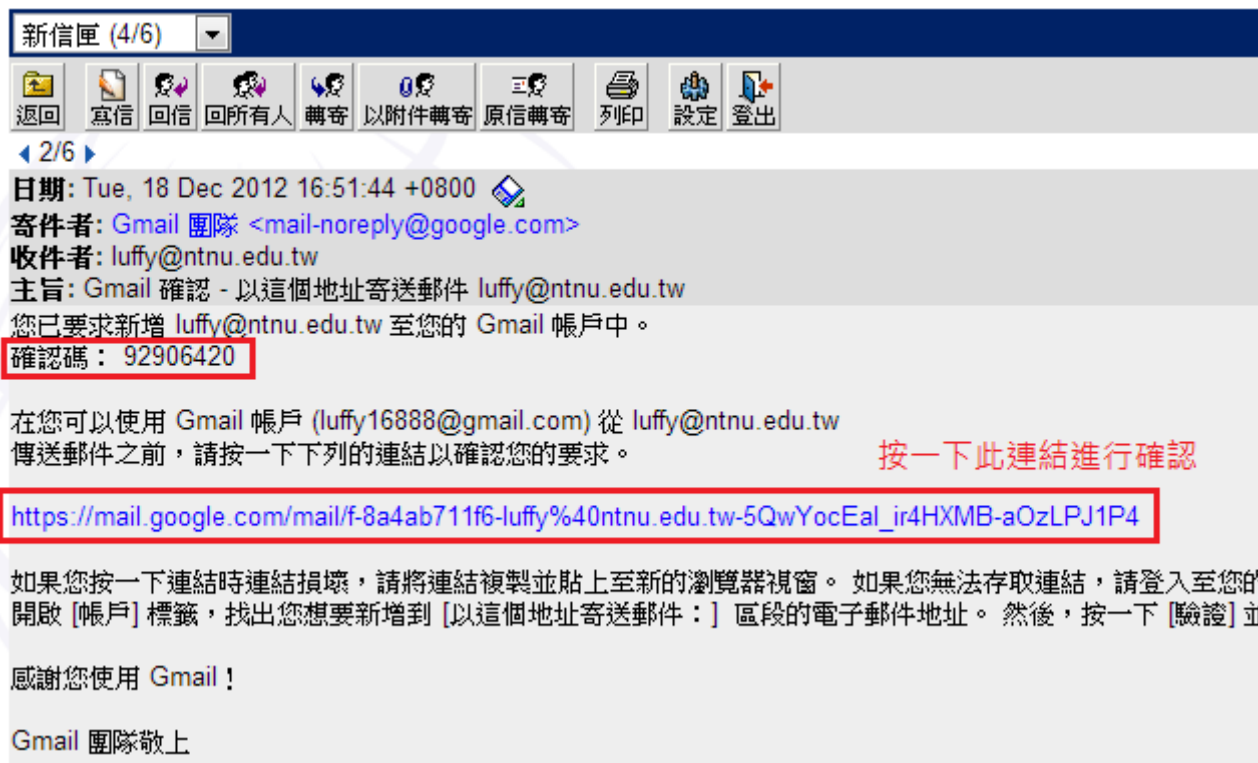 新信匣 (4/6)
返回 寫信 回信 回所有人 轉寄 以附件轉寄 原信轉寄 列印 設定 登出
2/6
日期: Tue, 18 Dec 2012 16:51:44 +0800
寄件者: Gmail 團隊 <mail-noreply@google.com>
收件者: luffy@ntnu.edu.tw
主旨: Gmail 確認 - 以這個地址寄送郵件 luffy@ntnu.edu.tw
您已要求新增 luffy@ntnu.edu.tw 至您的 Gmail 帳戶中。
確認碼： 92906420
在您可以使用 Gmail 帳戶 (luffy16888@gmail.com) 從 luffy@ntnu.edu.tw
傳送郵件之前，請按一下下列的連結以確認您的要求。
按一下此連結進行確認
https://mail.google.com/mail/f-8a4ab711f6-luffy%40ntnu.edu.tw-5QwYocEal_ir4HXMB-aOzLPJ1P4
如果您按一下連結時連結損壞，請將連結複製並貼上至新的瀏覽器視窗。 如果您無法存取連結，請登入至您的
開啟 [帳戶] 標籤，找出您想要新增到 [以這個地址寄送郵件：] 區段的電子郵件地址。 然後，按一下 [驗證] 並
感謝您使用 Gmail！
Gmail 團隊敬上